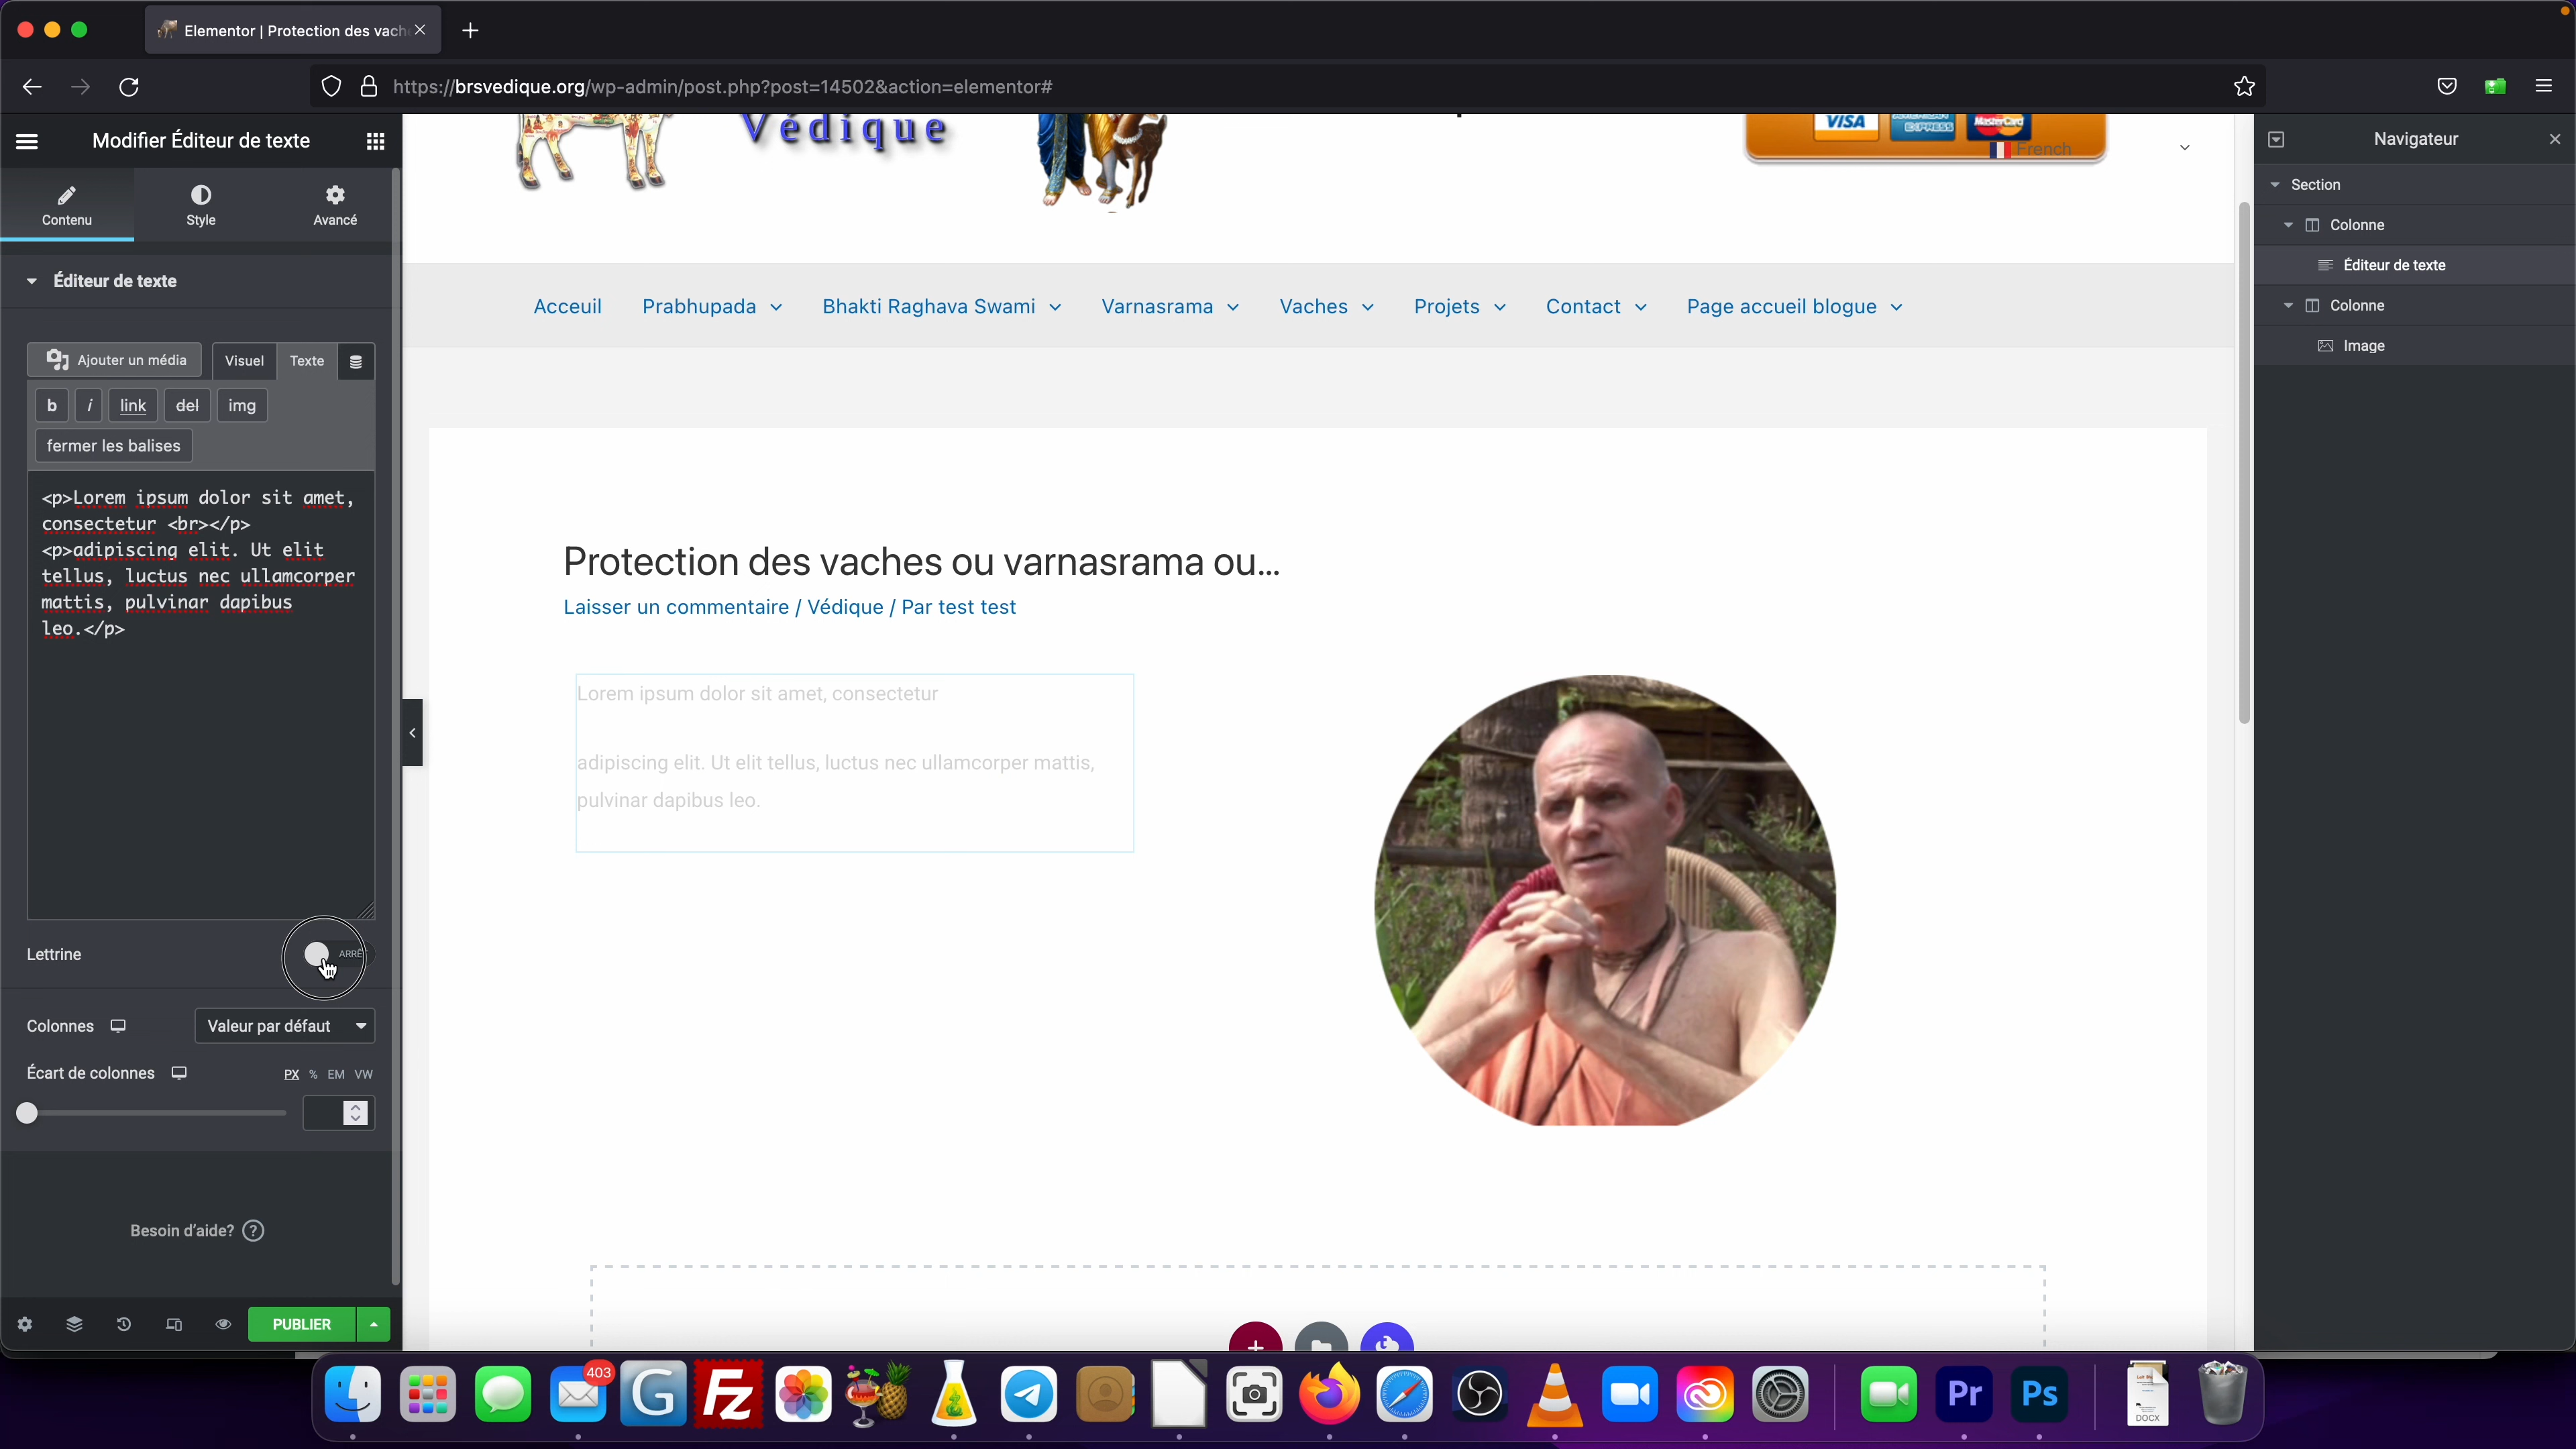 Elementor | Protection des vach
https://brsvedique.org/wp-admin/post.php?post=14502&action=elementor#
Modifier Éditeur de texte
Contenu
Style
Avancé
Éditeur de texte
Ajouter un média
Visuel
Texte
b
i
link
del
img
fermer les balises
<p>Lorem ipsum dolor sit amet,
consectetur <br></p>
<p>adipiscing elit. Ut elit
tellus, luctus nec ullamcorper
mattis, pulvinar dapibus
leo.</p>
Lettrine
Colonnes
Valeur par défaut
Écart de colonnes
PX % EM VW
Besoin d'aide? ?
PUBLIER
Védique
VISA
AMERICAN EXPRESS
MasterCard
French
Acceuil
Prabhupada
Bhakti Raghava Swami
Varnasrama
Vaches
Projets
Contact
Page accueil blogue
Protection des vaches ou varnasrama ou...
Laisser un commentaire / Védique / Par test test
Lorem ipsum dolor sit amet, consectetur
adipiscing elit. Ut elit tellus, luctus nec ullamcorper mattis,
pulvinar dapibus leo.
Navigateur
Section
Colonne
Éditeur de texte
Colonne
Image
403
G
Fz
Pr
Ps
DOCX